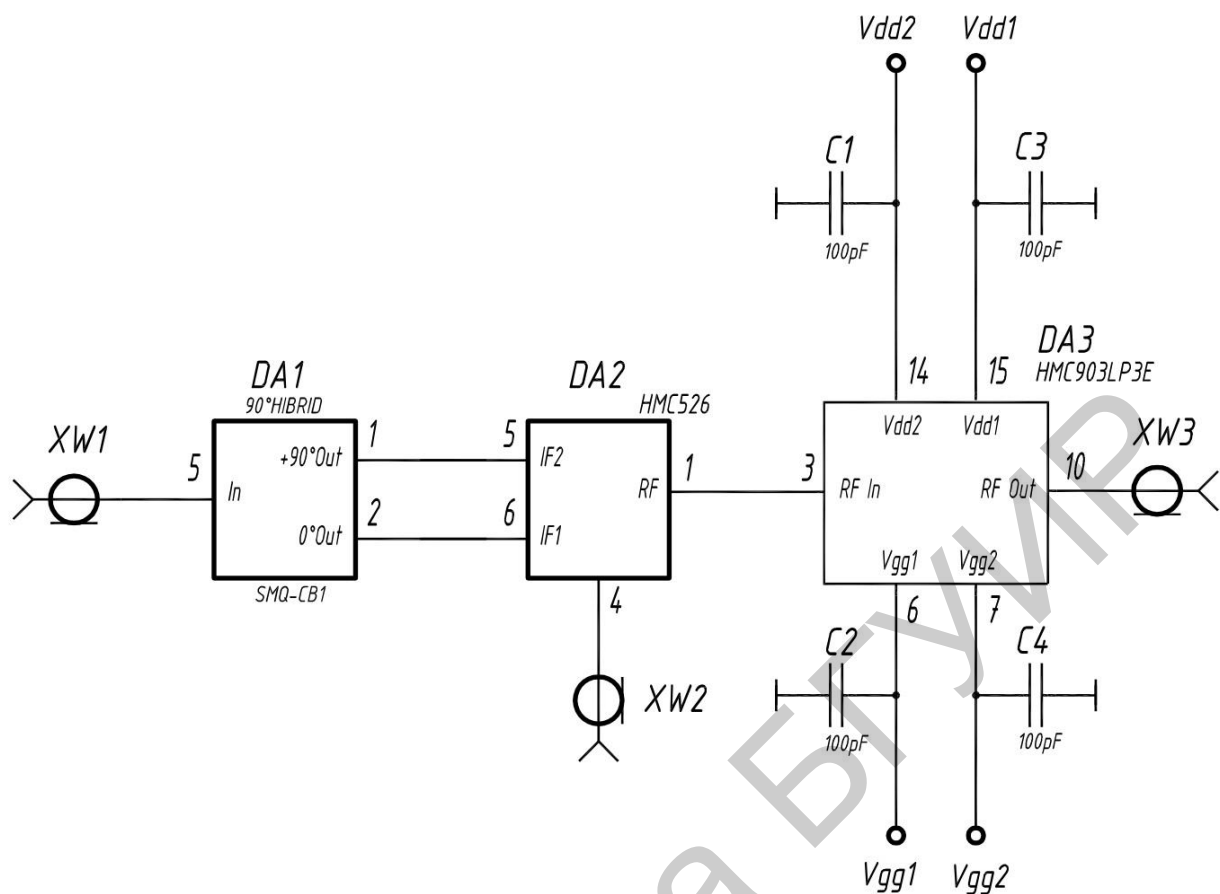 Vdd2 Vdd1
C1 C3
100pF 100pF
DA1 DA2 14 15 DA3
90°HIBRID HMC526 HMC903LP3E
Vdd2 Vdd1
XW1 5 In +90°Out 1 5 IF2 RF 1 3 RF In RF Out 10 XW3
0°Out 2 6 IF1
Vgg1 Vgg2
SMQ-CB1 4 6 7
C2 C4
XW2
100pF 100pF
Vgg1 Vgg2
а БГУИР